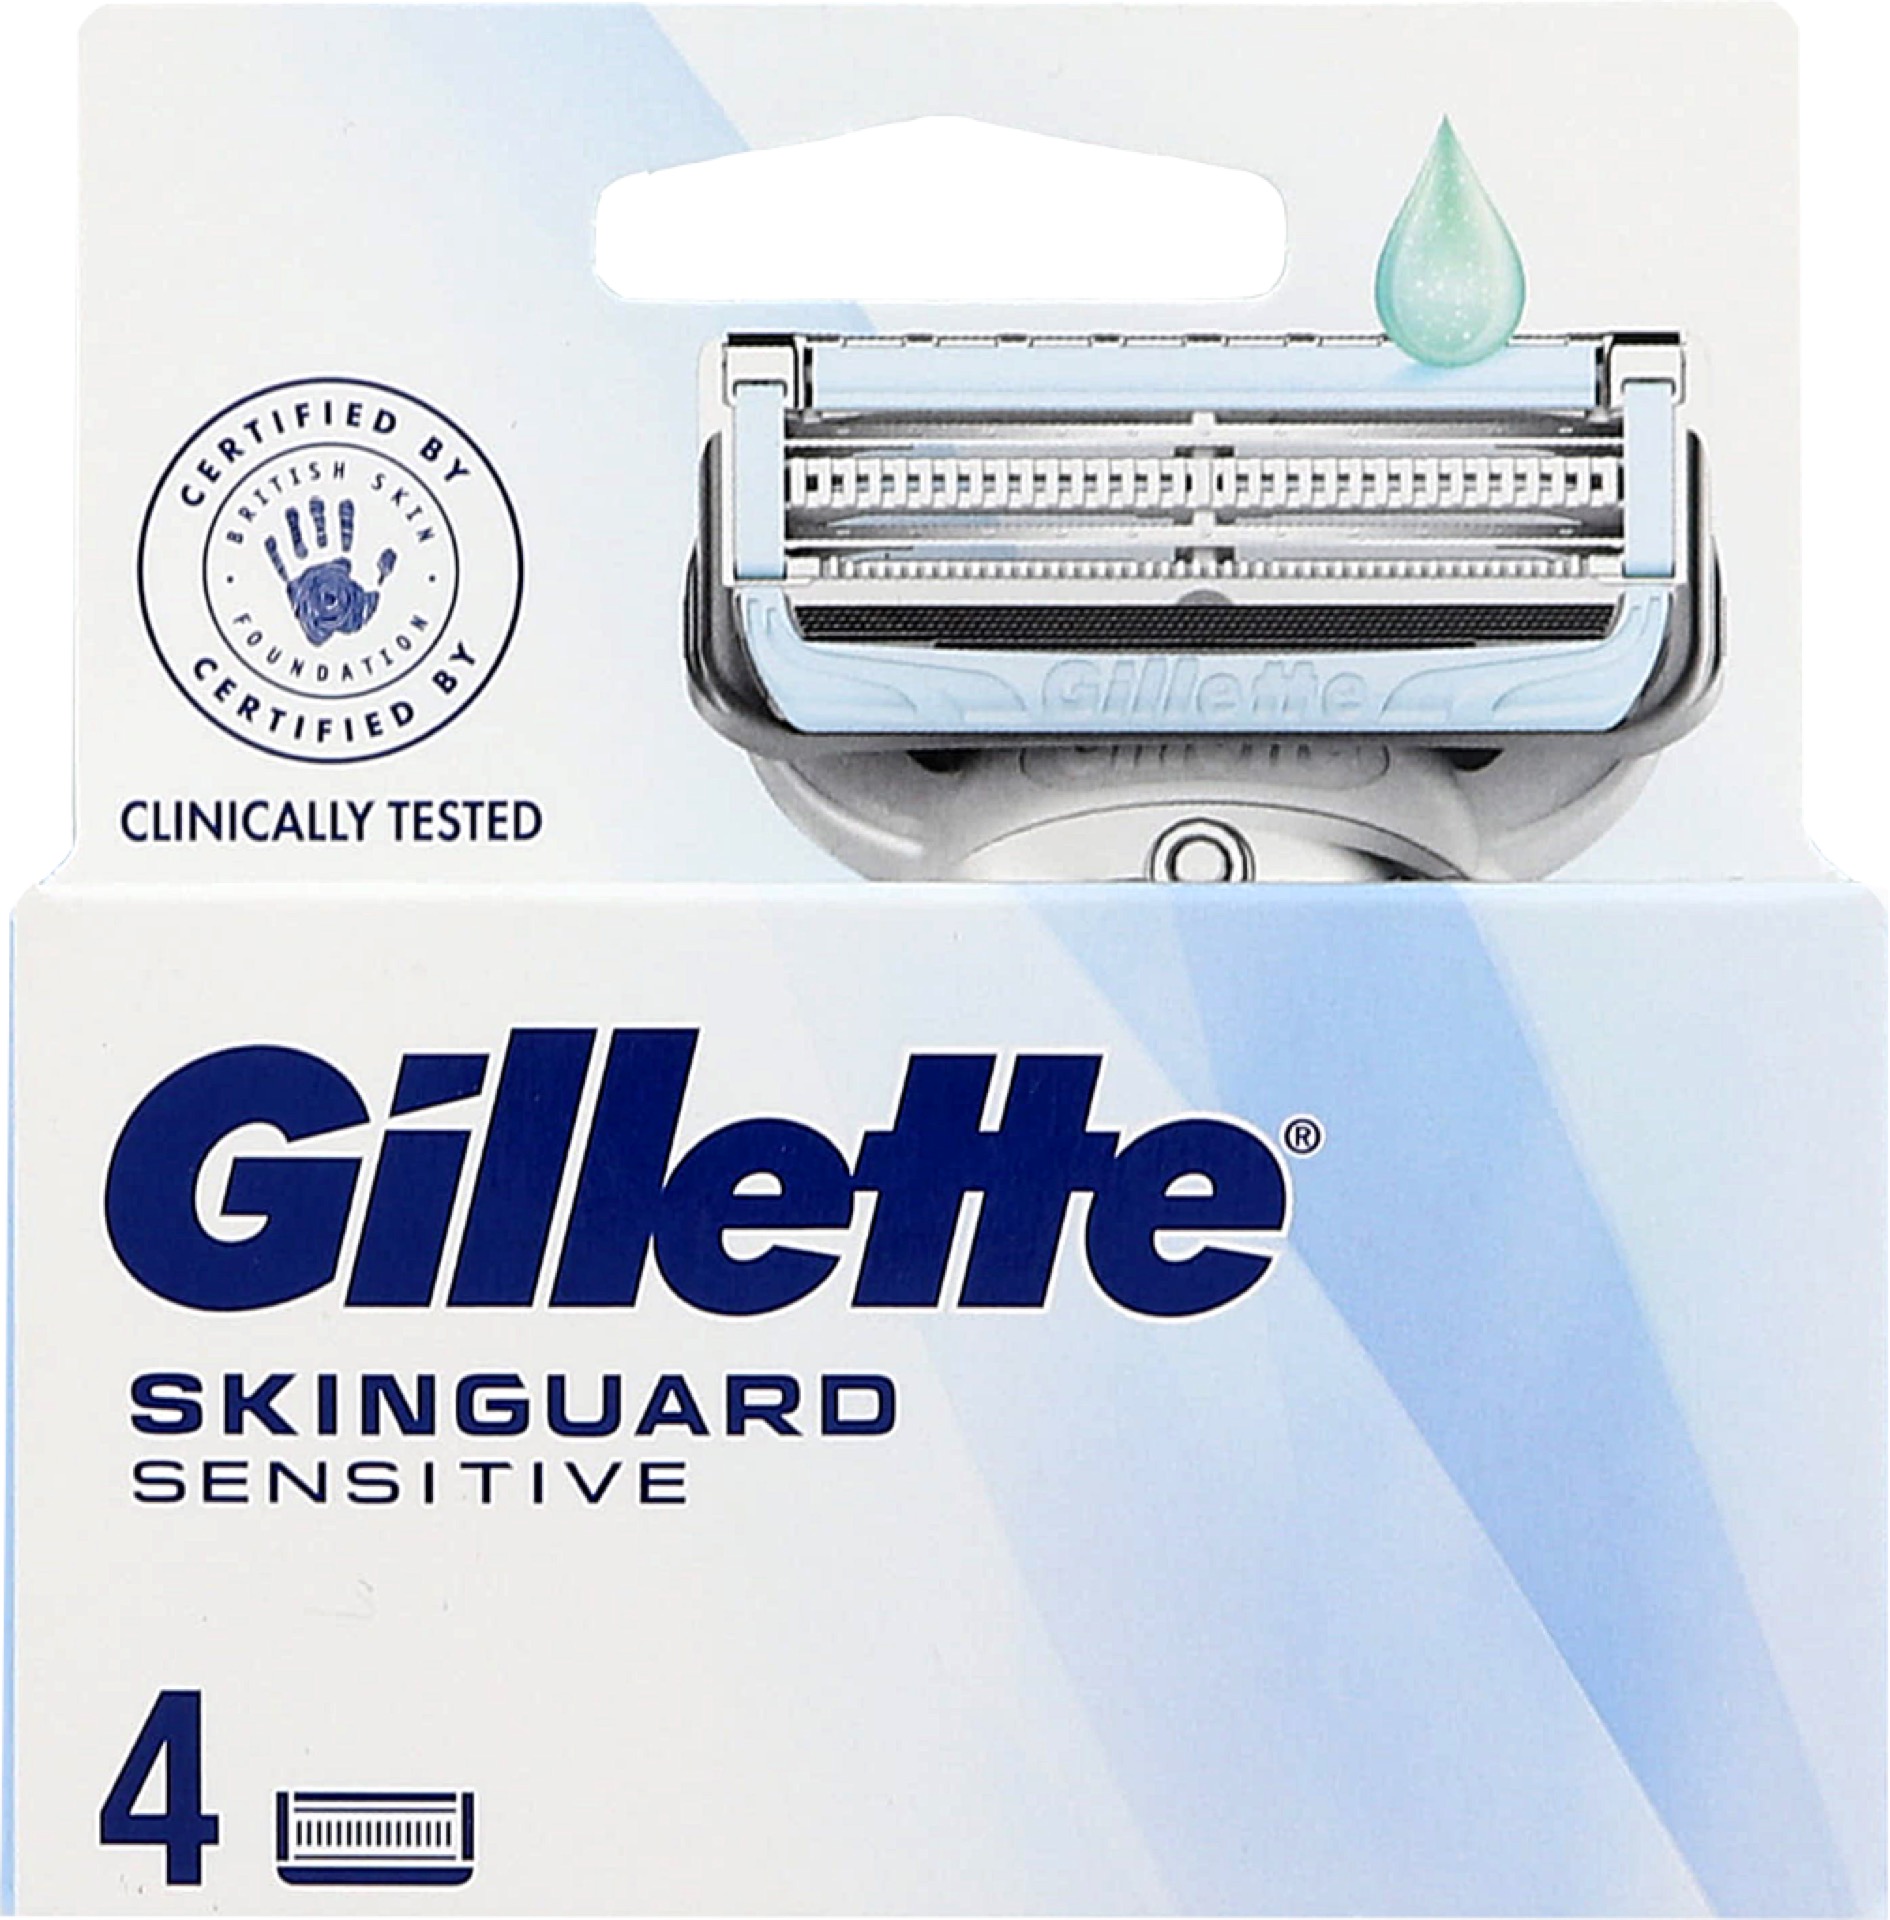 CERTIFIED BY
BRITISH SKIN
FOUNDATION
CERTIFIED BY
CLINICALLY TESTED
Gillette
Gillette®
SKINGUARD
SENSITIVE
4